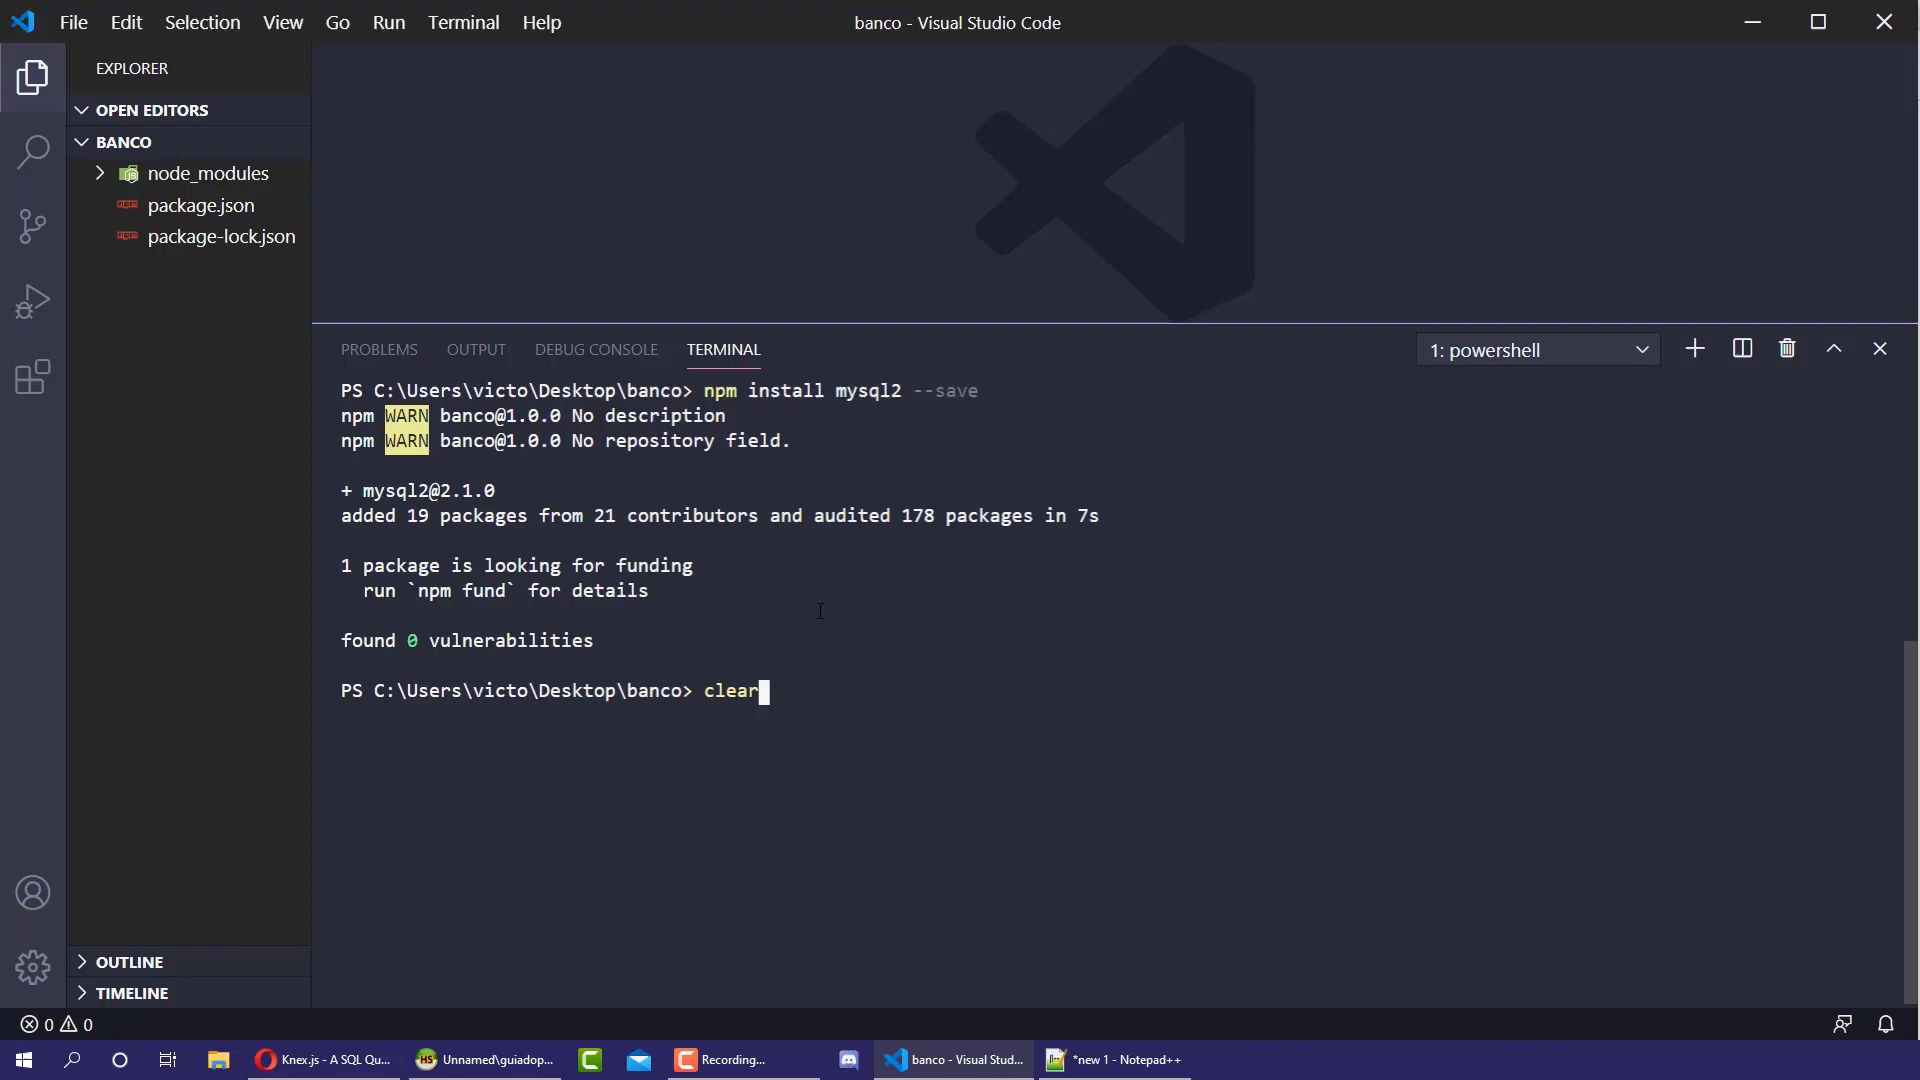 File Edit Selection View Go Run Terminal Help
banco - Visual Studio Code
EXPLORER
OPEN EDITORS
BANCO
node_modules
package.json
package-lock.json
OUTLINE
TIMELINE
PROBLEMS OUTPUT DEBUG CONSOLE TERMINAL
1: powershell
PS C:\Users\victo\Desktop\banco> npm install mysql2 --save
npm WARN banco@1.0.0 No description
npm WARN banco@1.0.0 No repository field.
+ mysql2@2.1.0
added 19 packages from 21 contributors and audited 178 packages in 7s
1 package is looking for funding
run `npm fund` for details
found 0 vulnerabilities
PS C:\Users\victo\Desktop\banco> clear
0 0
Knex.js - A SQL Qu...
HS
Unnamed\guiadop...
Recording...
banco - Visual Stud...
*new 1 - Notepad++